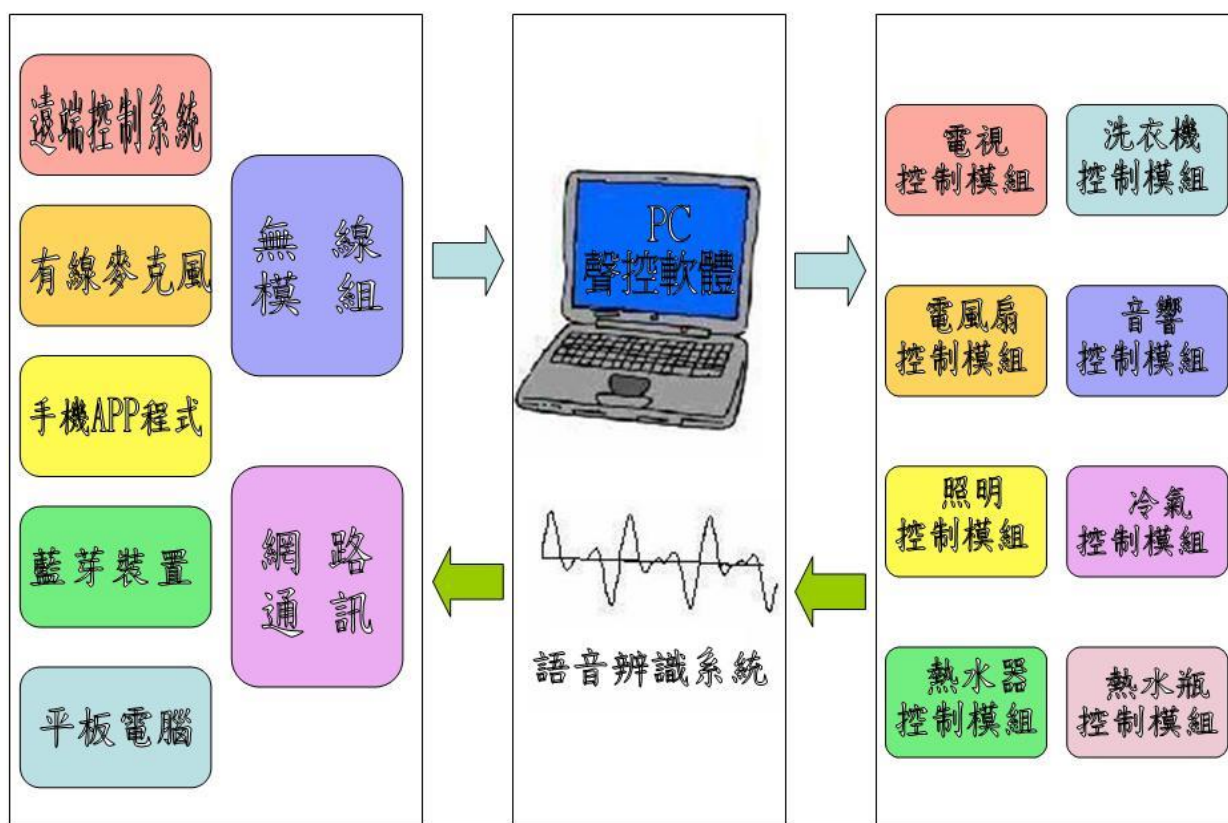 遠端控制系統
有線麥克風
手機APP程式
藍芽裝置
平板電腦
無線
模組
網路
通訊
PC
聲控軟體
語音辨識系統
電視
控制模組
洗衣機
控制模組
電風扇
控制模組
音響
控制模組
照明
控制模組
冷氣
控制模組
熱水器
控制模組
熱水瓶
控制模組